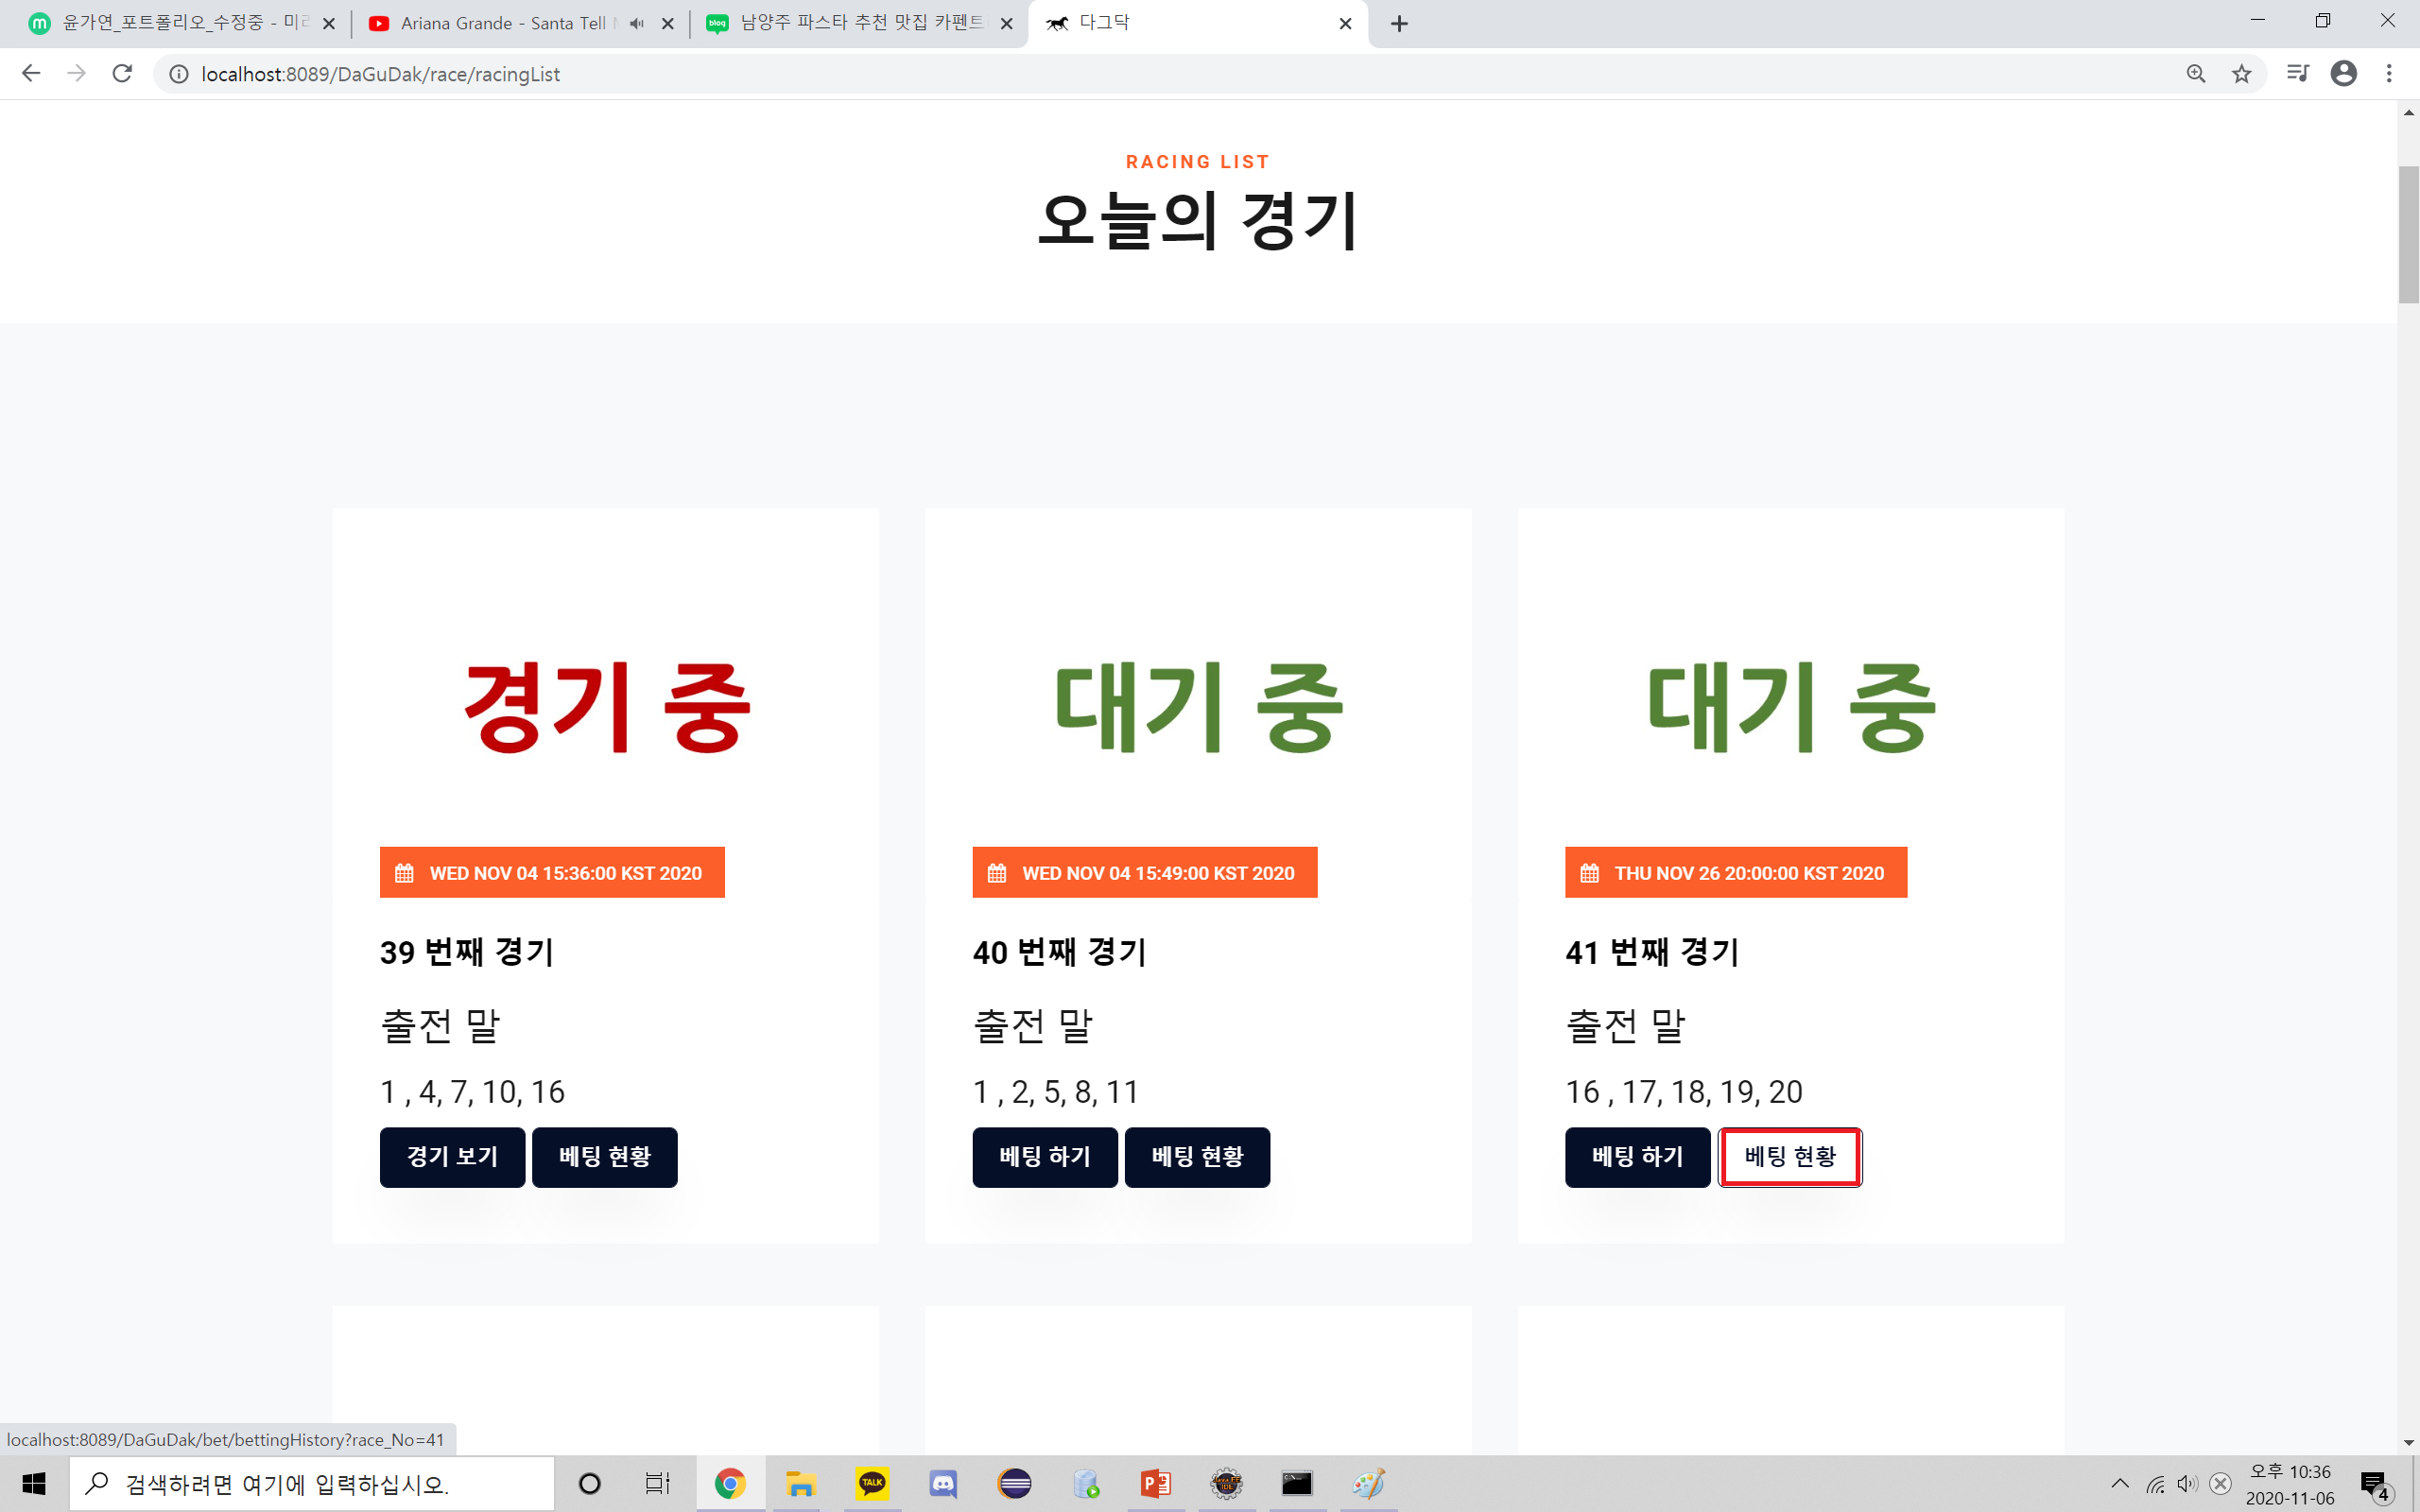 윤가연_포트폴리오_수정중 - 미리
Ariana Grande - Santa Tell
남양주 파스타 추천 맛집 카펜트
다그닥
localhost:8089/DaGuDak/race/racingList
RACING LIST
오늘의 경기
경기 중
대기 중
대기 중
WED NOV 04 15:36:00 KST 2020
WED NOV 04 15:49:00 KST 2020
THU NOV 26 20:00:00 KST 2020
39 번째 경기
40 번째 경기
41 번째 경기
출전 말
출전 말
출전 말
1 , 4, 7, 10, 16
1 , 2, 5, 8, 11
16 , 17, 18, 19, 20
경기 보기
베팅 현황
베팅 하기
베팅 현황
베팅 하기
베팅 현황
localhost:8089/DaGuDak/bet/bettingHistory?race_No=41
검색하려면 여기에 입력하십시오.
TALK
오후 10:36
2020-11-06
4